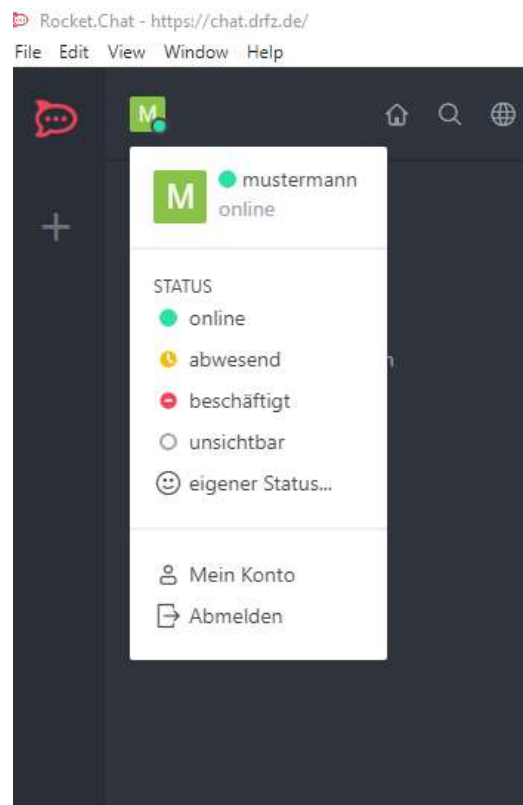 Rocket.Chat - https://chat.drfz.de/
File Edit View Window Help
M
M
mustermann
online
STATUS
online
abwesend
beschäftigt
unsichtbar
eigener Status...
Mein Konto
Abmelden